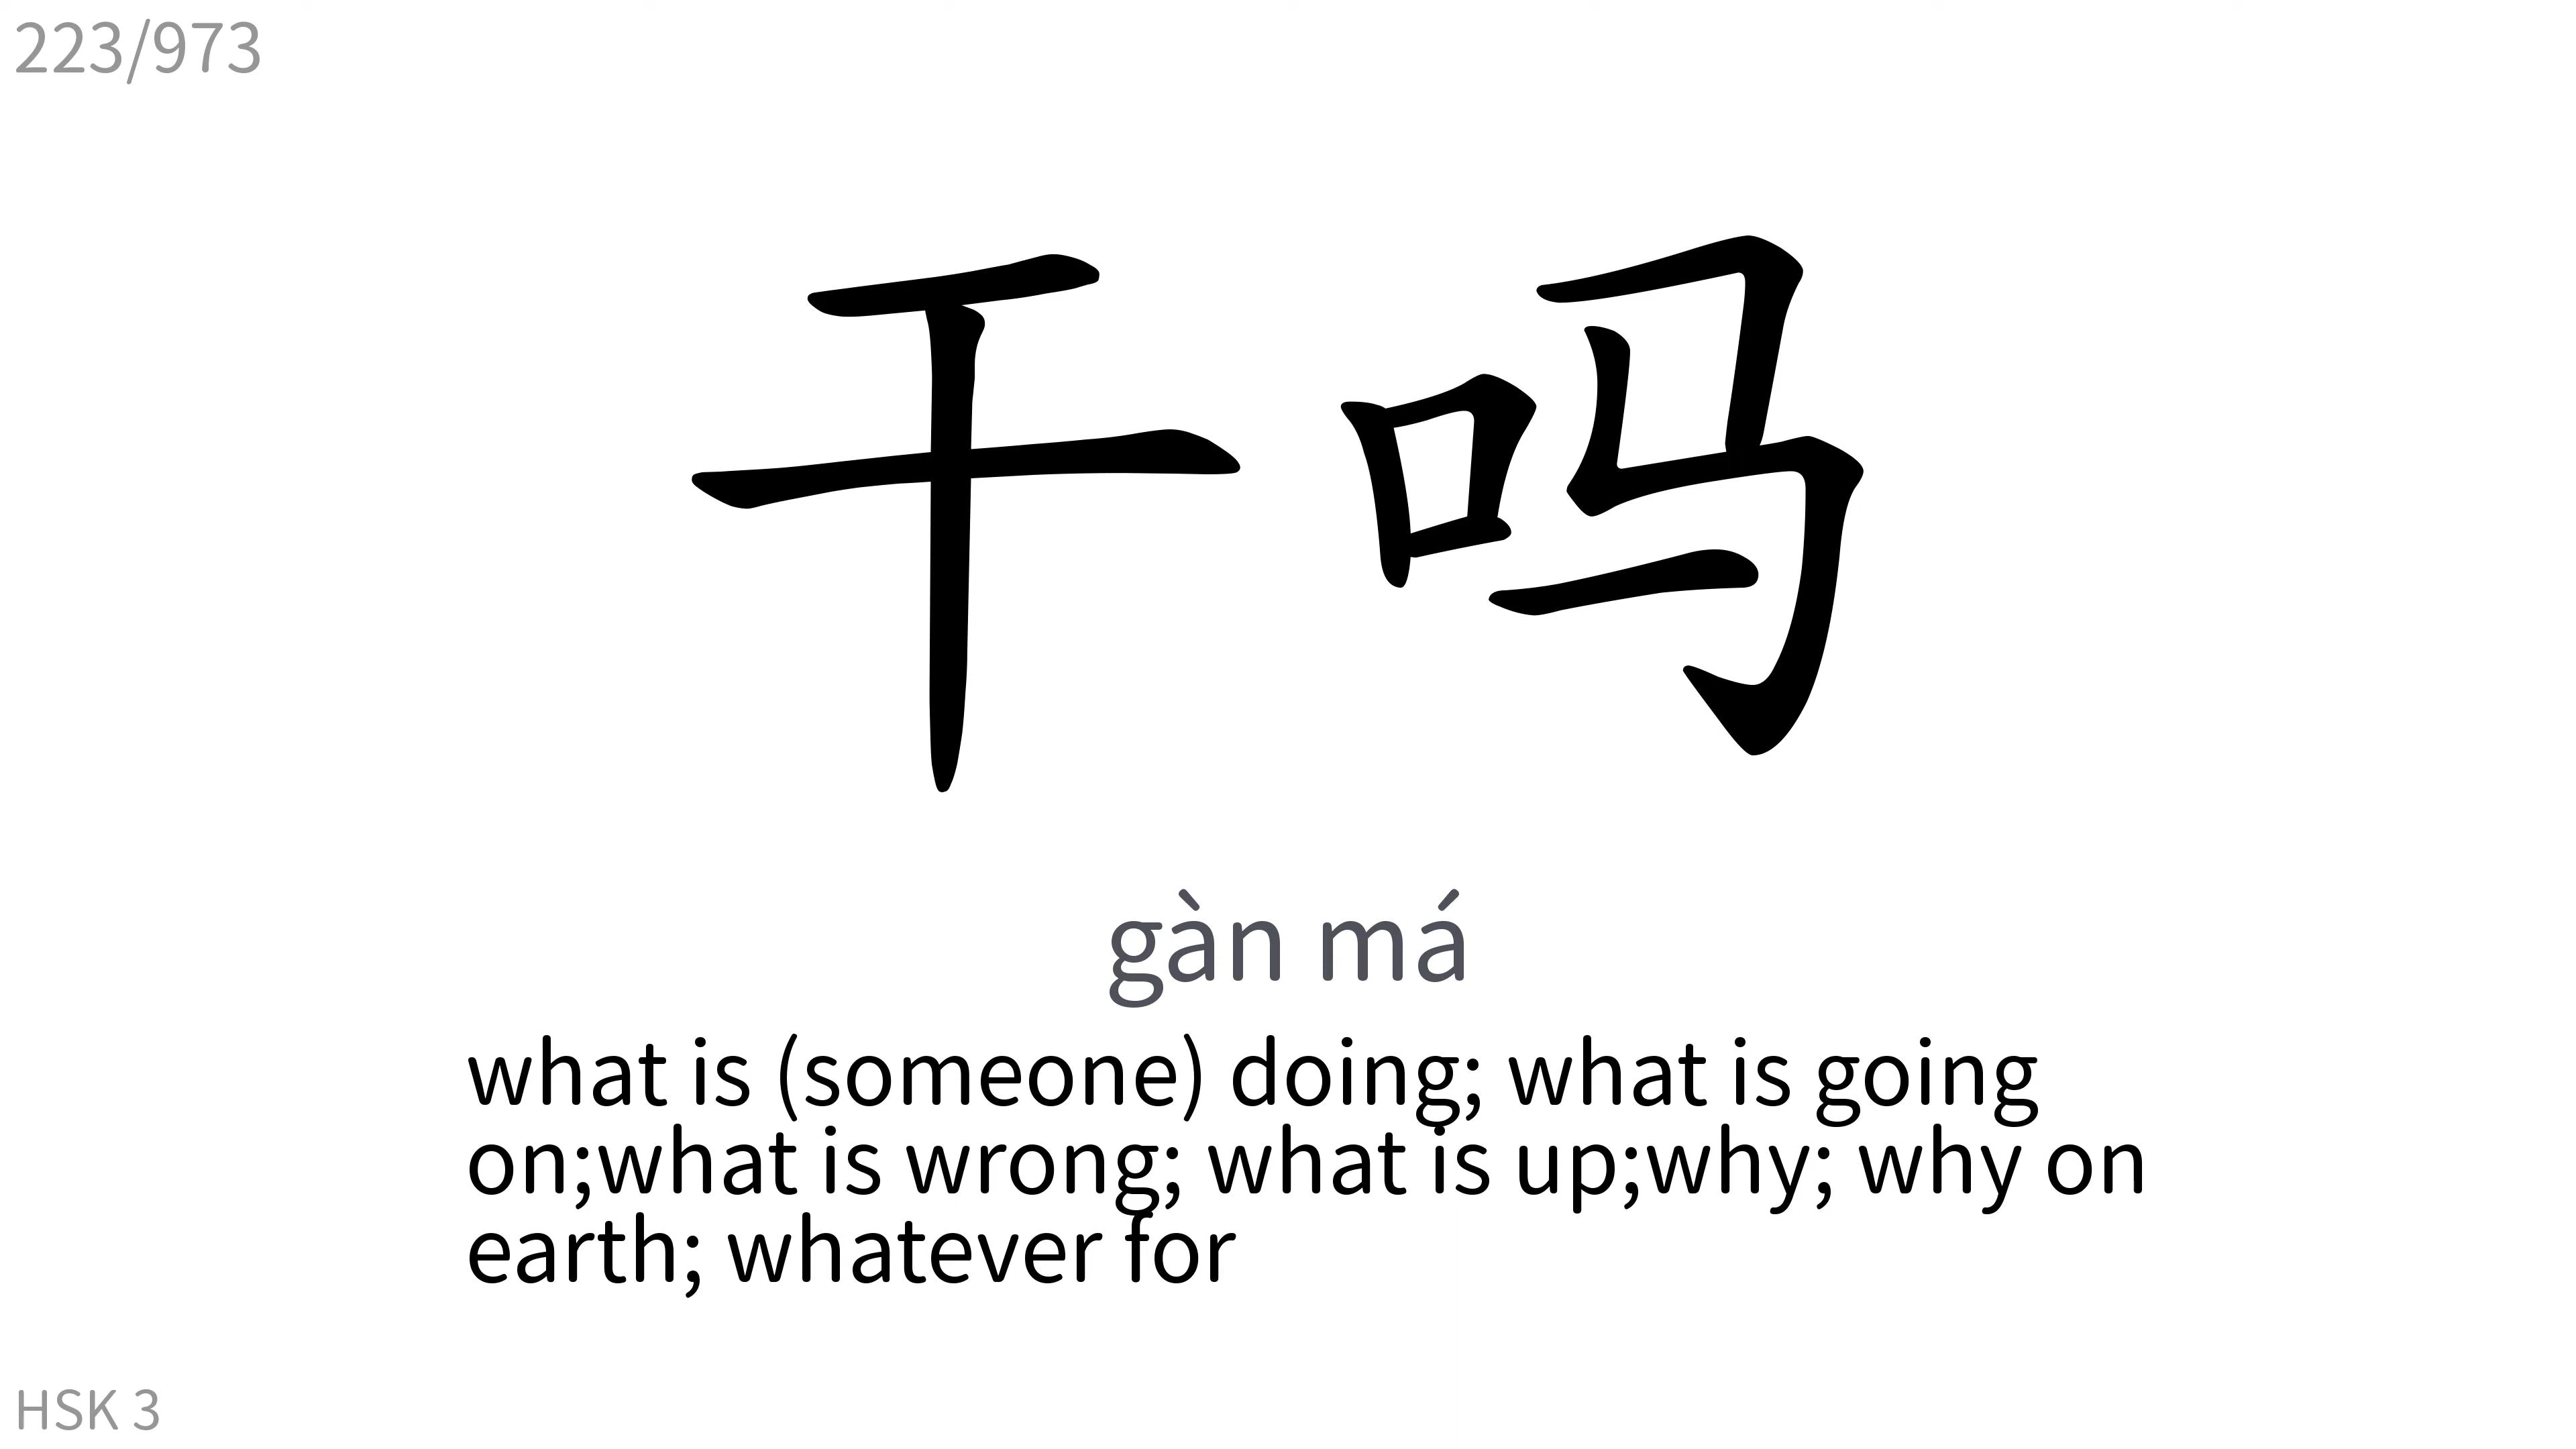 223/973
干吗
gàn má
what is (someone) doing; what is going
on;what is wrong; what is up;why; why on
earth; whatever for
HSK 3